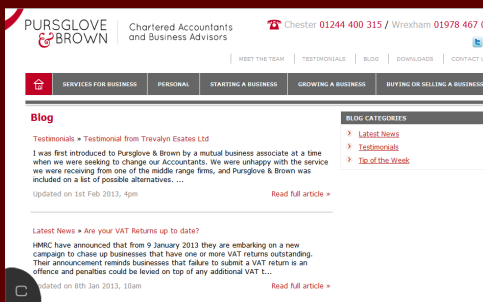 PURSGLOVE
& BROWN
Chartered Accountants
and Business Advisors
Chester 01244 400 315 / Wrexham 01978 467 0
MEET THE TEAM | TESTIMONIALS | BLOG | DOWNLOADS | CONTACT U
SERVICES FOR BUSINESS PERSONAL STARTING A BUSINESS GROWING A BUSINESS BUYING OR SELLING A BUSINESS
Blog
Testimonials » Testimonial from Trevalyn Esates Ltd
I was first introduced to Pursglove & Brown by a mutual business associate at a time
when we were seeking to change our Accountants. We were unhappy with the service
we were receiving from one of the middle range firms, and Pursglove & Brown was
included on a list of possible alternatives. ...
Updated on 1st Feb 2013, 4pm Read full article »
Latest News » Are your VAT Returns up to date?
HMRC have announced that from 9 January 2013 they are embarking on a new
campaign to chase up businesses that have one or more VAT returns outstanding.
Their announcement reminds businesses that failure to submit a VAT return is an
offence and penalties could be levied on top of any additional VAT t...
Updated on 8th Jan 2013, 10am Read full article »
BLOG CATEGORIES
Latest News
Testimonials
Tip of the Week